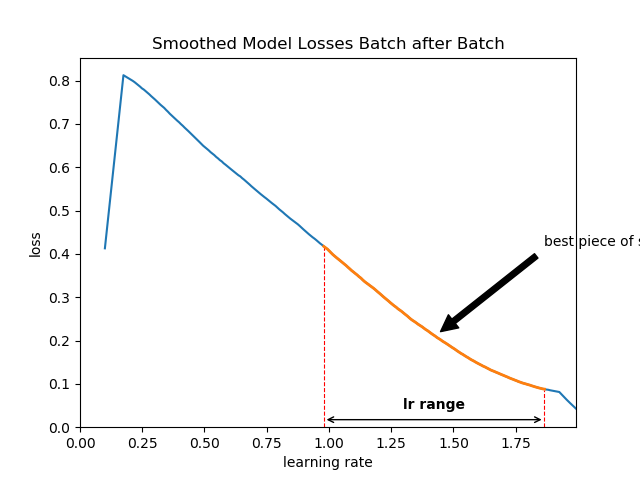 Smoothed Model Losses Batch after Batch
0.8
0.7
0.6
0.5
0.4
0.3
0.2
0.1
0.0
loss
best piece of
lr range
0.00 0.25 0.50 0.75 1.00 1.25 1.50 1.75
learning rate